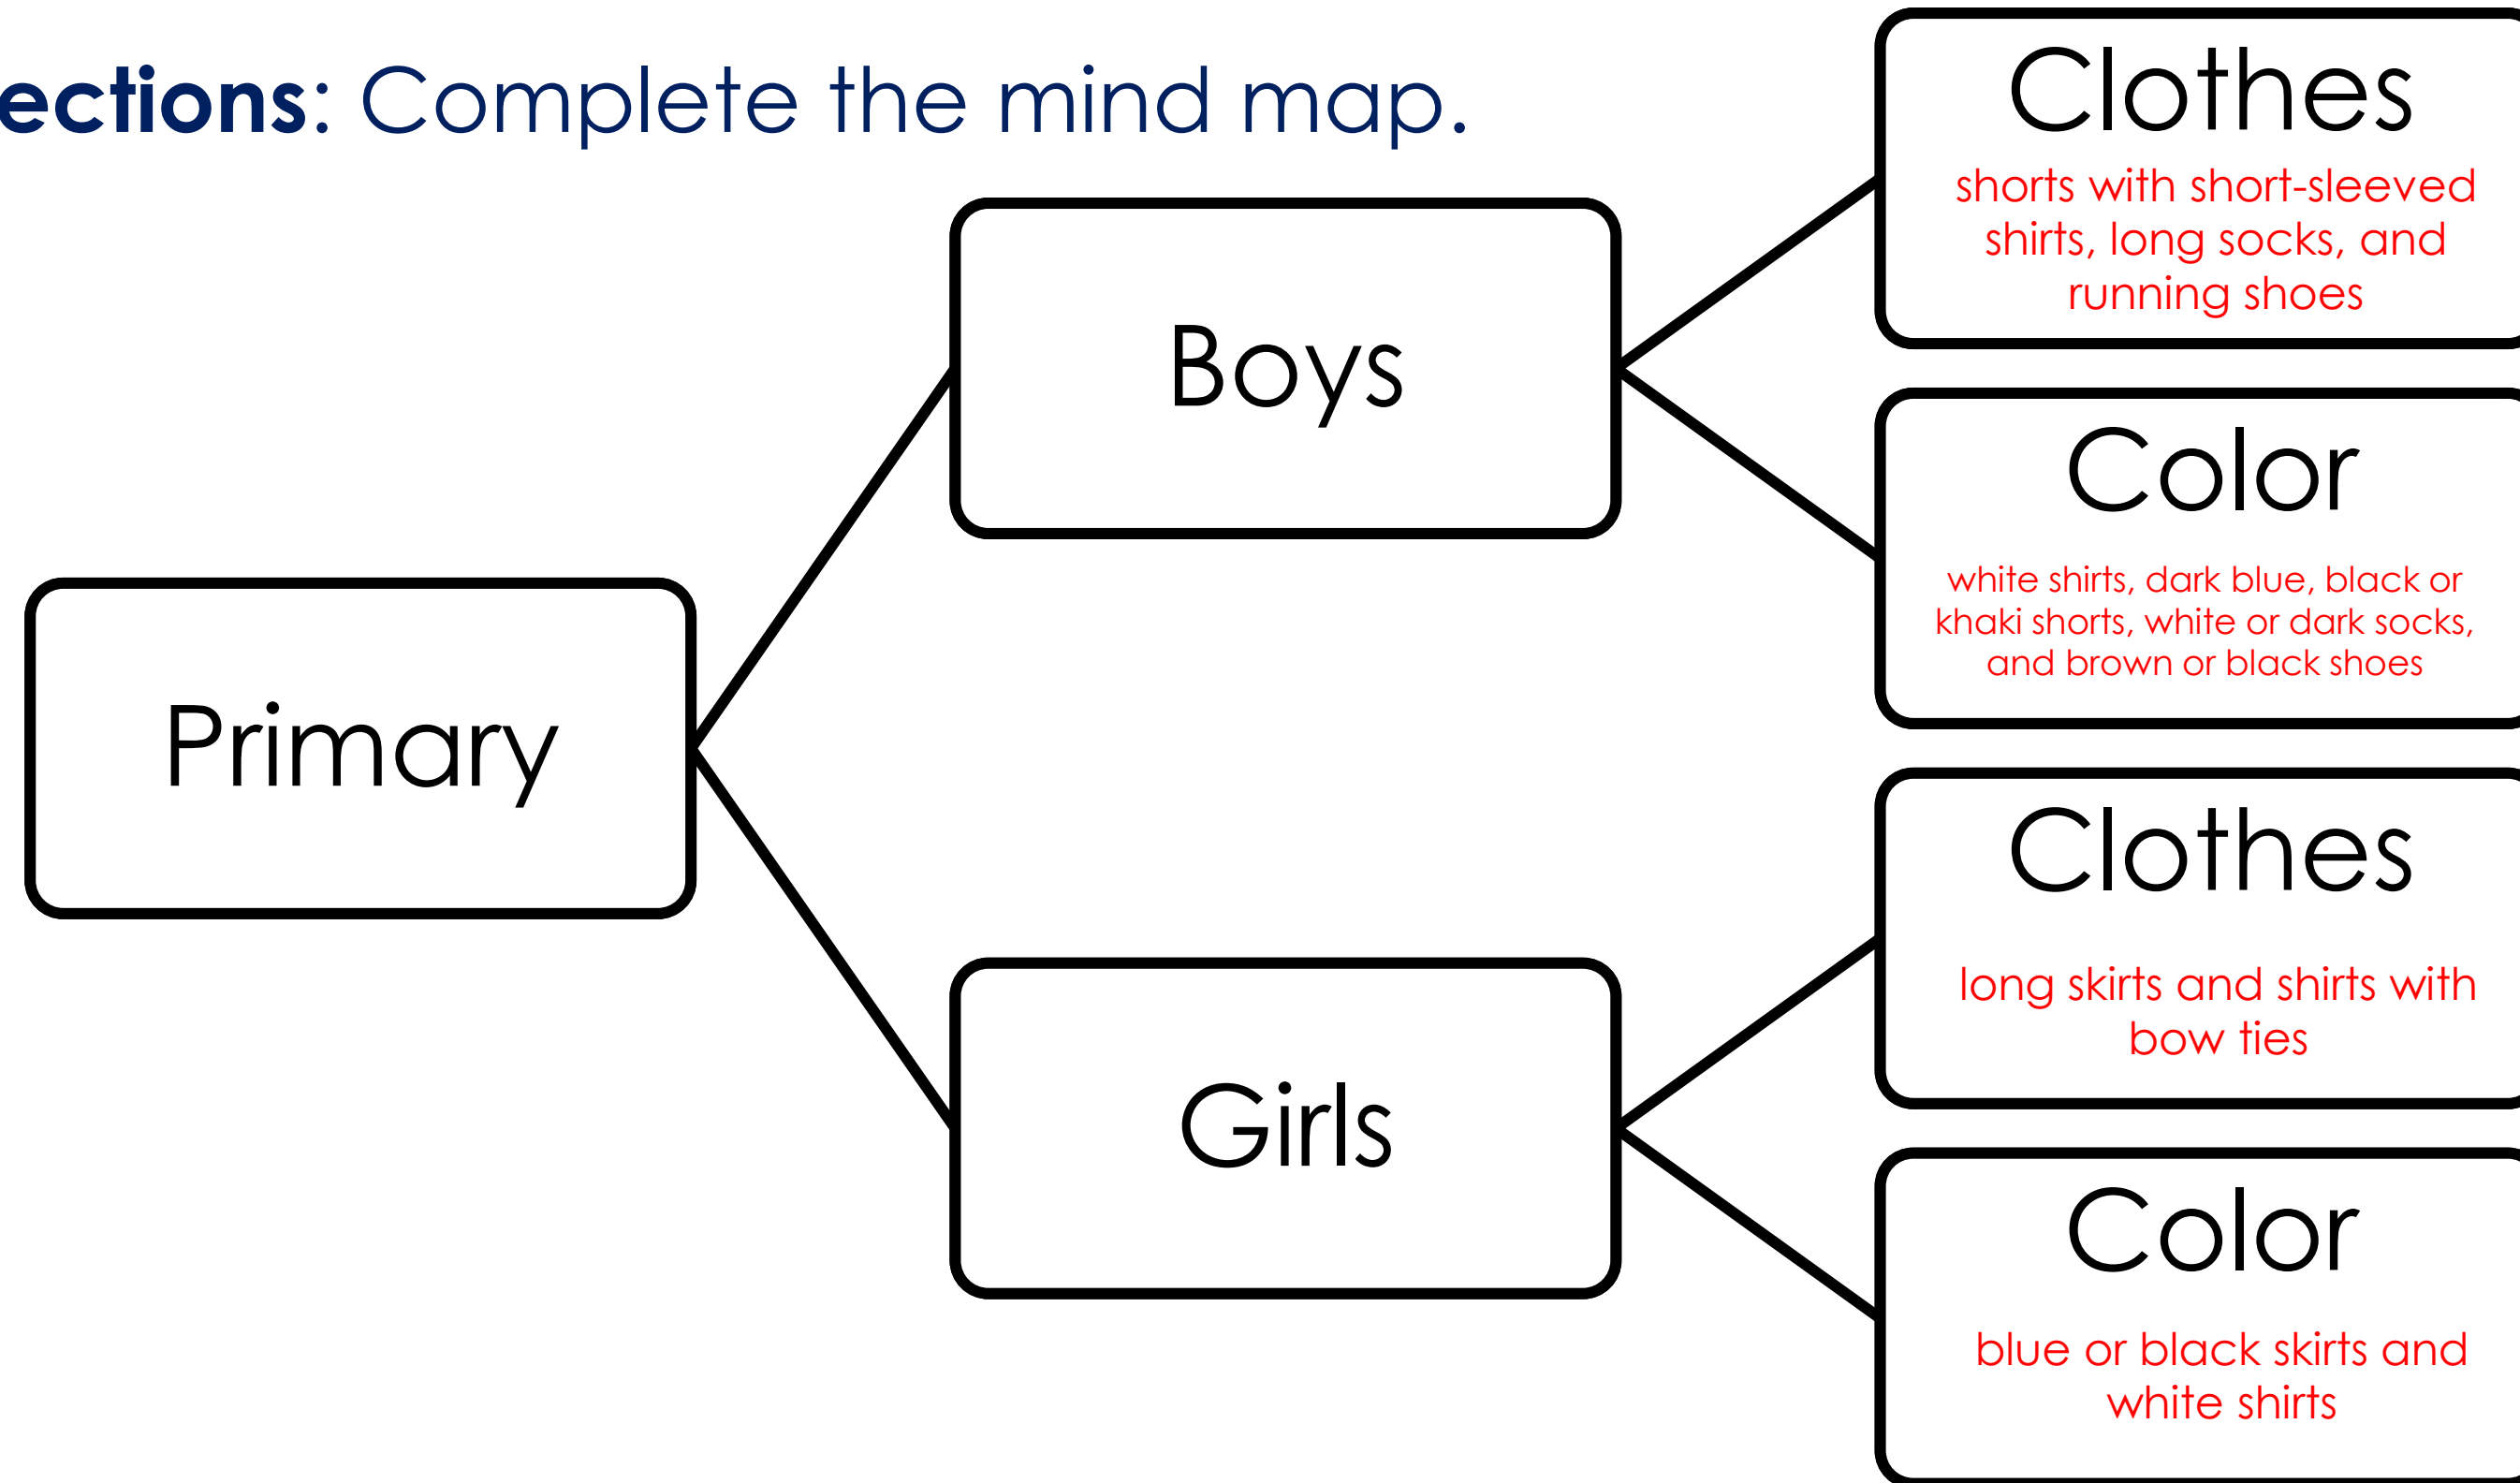 ections: Complete the mind map.
Clothes
shorts with short-sleeved
shirts, long socks, and
running shoes
Boys
Color
white shirts, dark blue, black or
khaki shorts, white or dark socks,
and brown or black shoes
Primary
Clothes
long skirts and shirts with
bow ties
Girls
Color
blue or black skirts and
white shirts